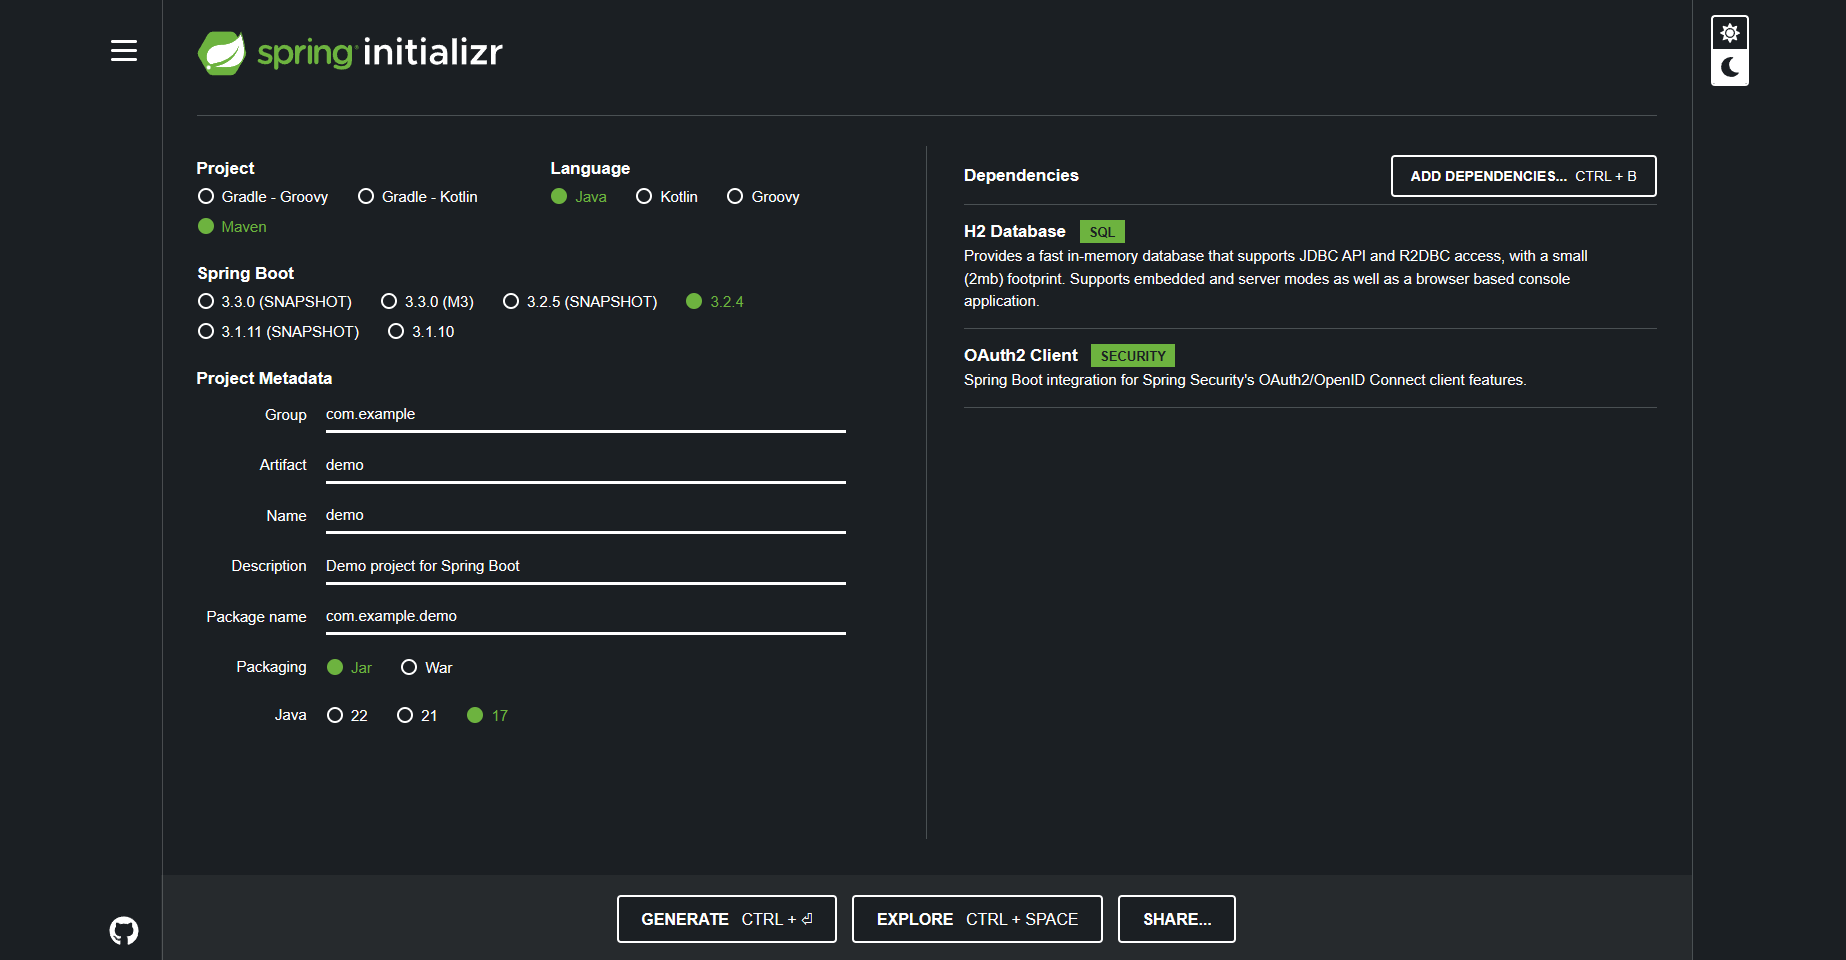 spring initializr
Project
Gradle - Groovy
Gradle - Kotlin
Maven
Language
Java
Kotlin
Groovy
Spring Boot
3.3.0 (SNAPSHOT)
3.3.0 (M3)
3.2.5 (SNAPSHOT)
3.2.4
3.1.11 (SNAPSHOT)
3.1.10
Project Metadata
Group com.example
Artifact demo
Name demo
Description Demo project for Spring Boot
Package name com.example.demo
Packaging Jar War
Java 22 21 17
Dependencies
ADD DEPENDENCIES... CTRL + B
H2 Database SQL
Provides a fast in-memory database that supports JDBC API and R2DBC access, with a small
(2mb) footprint. Supports embedded and server modes as well as a browser based console
application.
OAuth2 Client SECURITY
Spring Boot integration for Spring Security's OAuth2/OpenID Connect client features.
GENERATE CTRL + ⏎
EXPLORE CTRL + SPACE
SHARE...